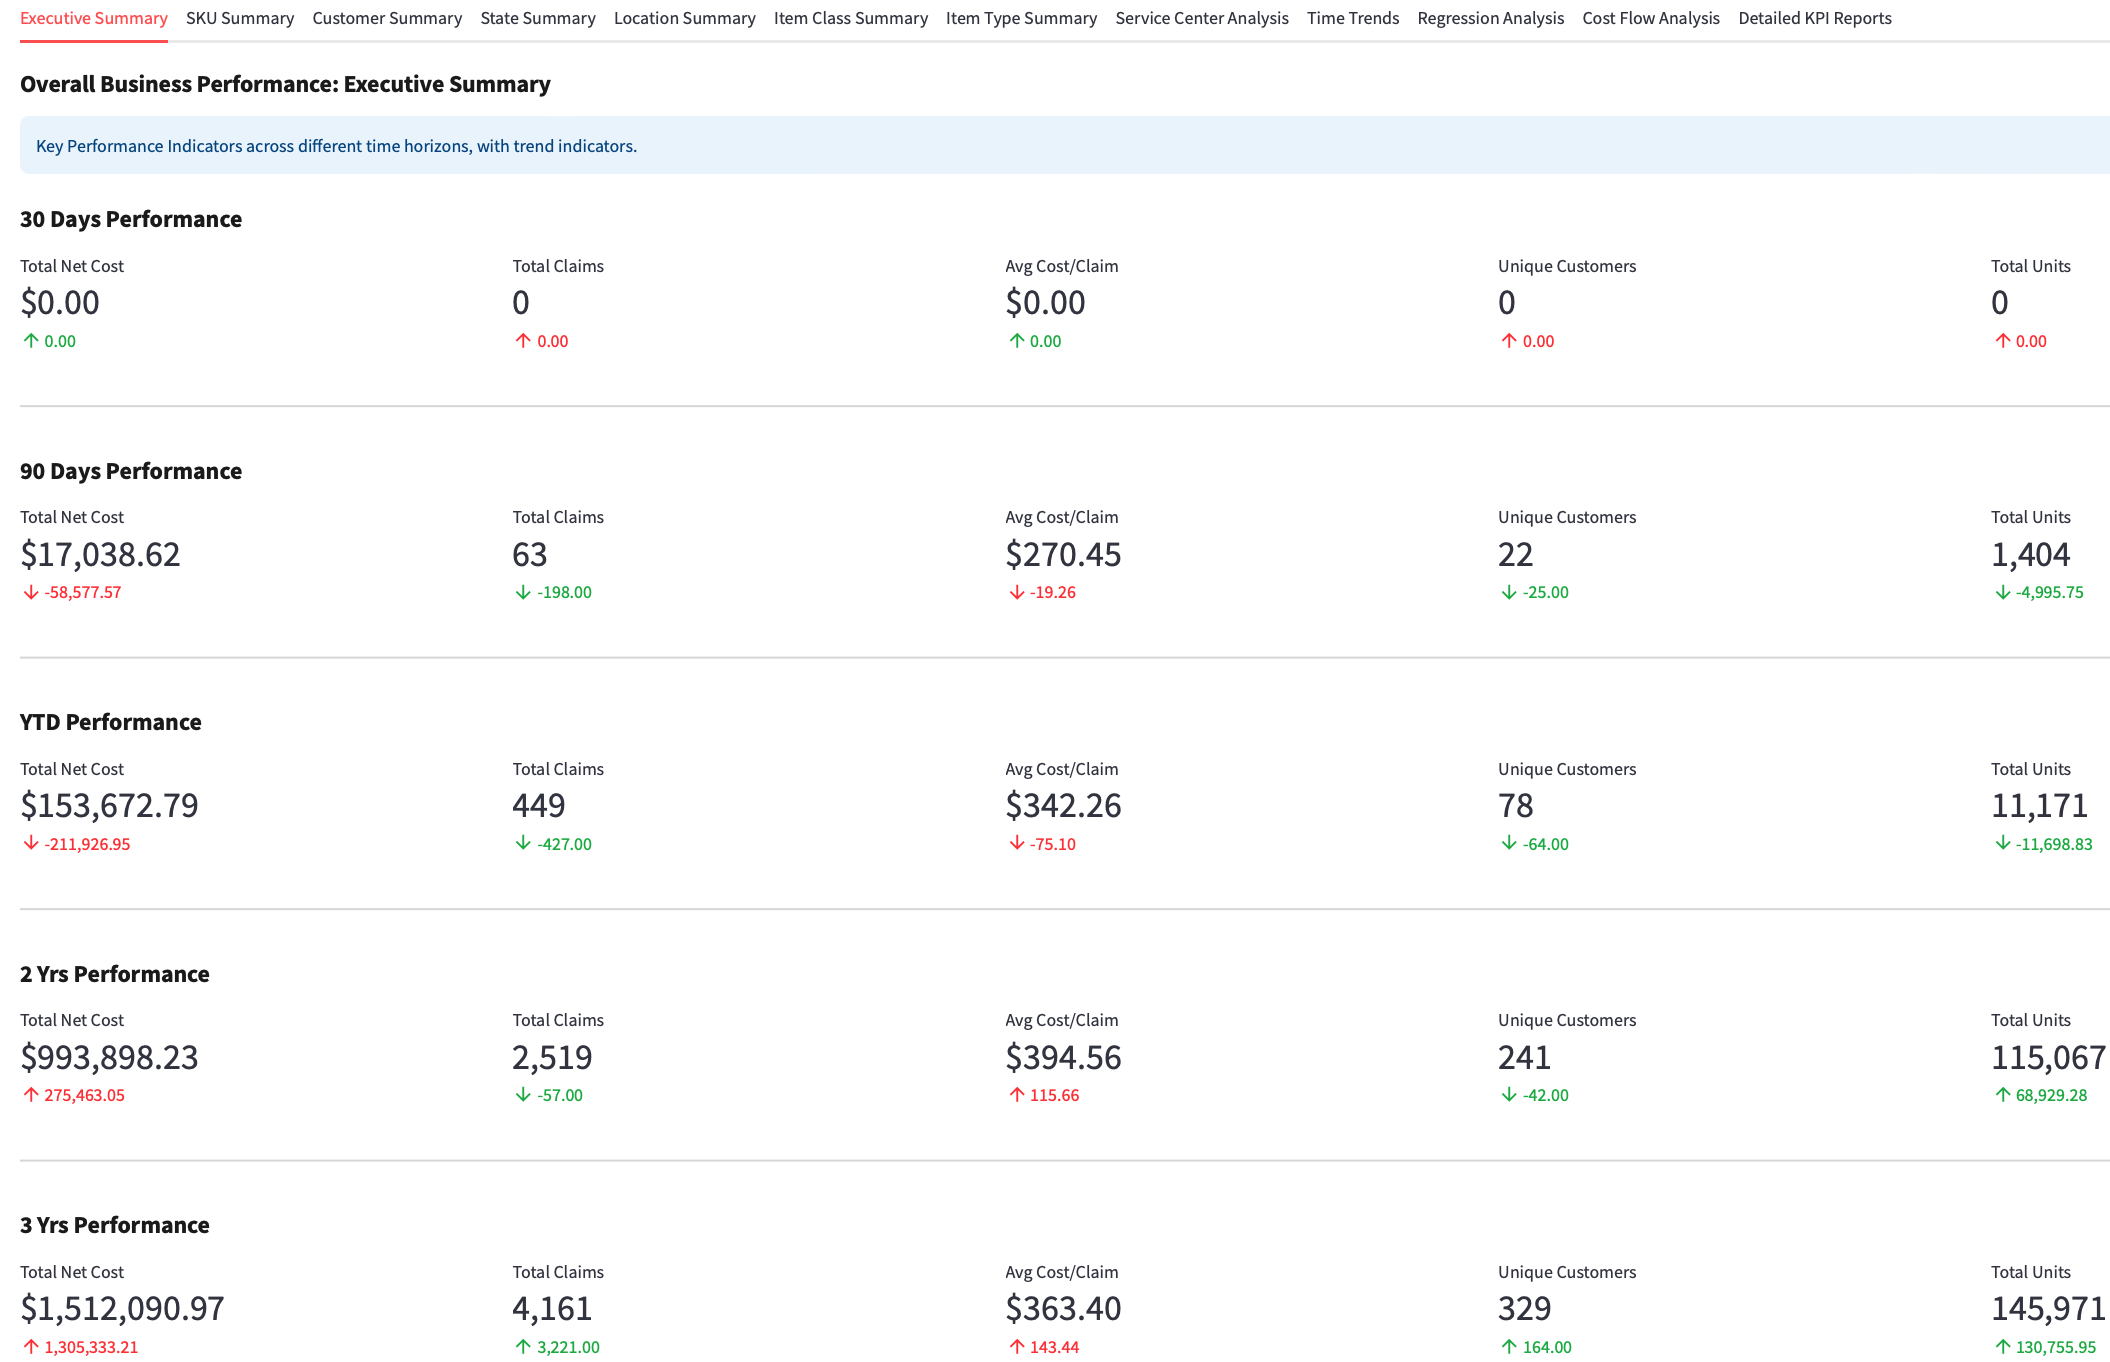 Executive Summary SKU Summary Customer Summary State Summary Location Summary Item Class Summary Item Type Summary Service Center Analysis Time Trends Regression Analysis Cost Flow Analysis Detailed KPI Reports
Overall Business Performance: Executive Summary
Key Performance Indicators across different time horizons, with trend indicators.
30 Days Performance
Total Net Cost Total Claims Avg Cost/Claim Unique Customers Total Units
$0.00 0 $0.00 0 0
↑ 0.00 ↑ 0.00 ↑ 0.00 ↑ 0.00 ↑ 0.00
90 Days Performance
Total Net Cost Total Claims Avg Cost/Claim Unique Customers Total Units
$17,038.62 63 $270.45 22 1,404
↓ -58,577.57 ↓ -198.00 ↓ -19.26 ↓ -25.00 ↓ -4,995.75
YTD Performance
Total Net Cost Total Claims Avg Cost/Claim Unique Customers Total Units
$153,672.79 449 $342.26 78 11,171
↓ -211,926.95 ↓ -427.00 ↓ -75.10 ↓ -64.00 ↓ -11,698.83
2 Yrs Performance
Total Net Cost Total Claims Avg Cost/Claim Unique Customers Total Units
$993,898.23 2,519 $394.56 241 115,067
↑ 275,463.05 ↓ -57.00 ↑ 115.66 ↓ -42.00 ↑ 68,929.28
3 Yrs Performance
Total Net Cost Total Claims Avg Cost/Claim Unique Customers Total Units
$1,512,090.97 4,161 $363.40 329 145,971
↑ 1,305,333.21 ↑ 3,221.00 ↑ 143.44 ↑ 164.00 ↑ 130,755.95